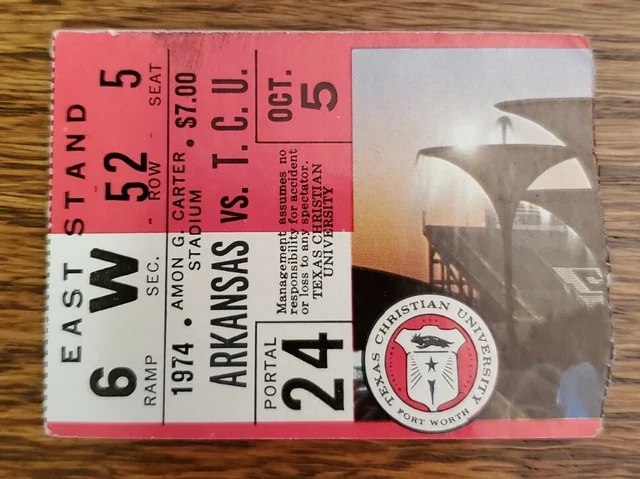 EAST STAND
6 W 52 5
RAMP SEC. ROW SEAT
1974 • AMON G. CARTER • $7.00
STADIUM
ARKANSAS VS. T. C. U.
PORTAL
24
Management assumes no
responsibility for accident
or loss to any spectator.
TEXAS CHRISTIAN
UNIVERSITY
OCT.
5
TEXAS CHRISTIAN UNIVERSITY
FORT WORTH